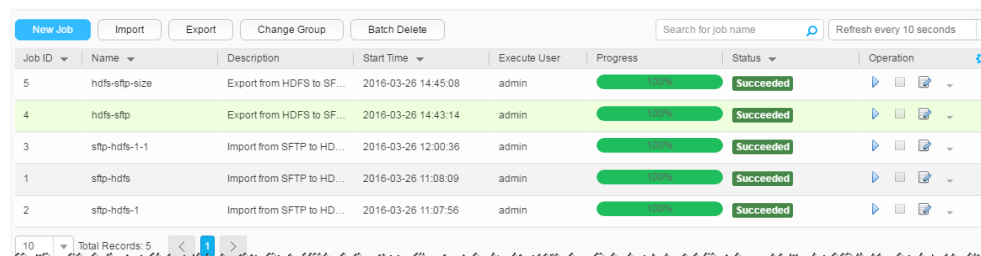 New Job Import Export Change Group Batch Delete Search for job name Refresh every 10 seconds
Job ID Name Description Start Time Execute User Progress Status Operation
5 hdfs-sftp-size Export from HDFS to SF... 2016-03-26 14:45:08 admin 100% Succeeded
4 hdfs-sftp Export from HDFS to SF... 2016-03-26 14:43:14 admin 100% Succeeded
3 sftp-hdfs-1-1 Import from SFTP to HD... 2016-03-26 12:00:36 admin 100% Succeeded
1 sftp-hdfs Import from SFTP to HD... 2016-03-26 11:08:09 admin 100% Succeeded
2 sftp-hdfs-1 Import from SFTP to HD... 2016-03-26 11:07:56 admin 100% Succeeded
10 Total Records: 5 < 1 >